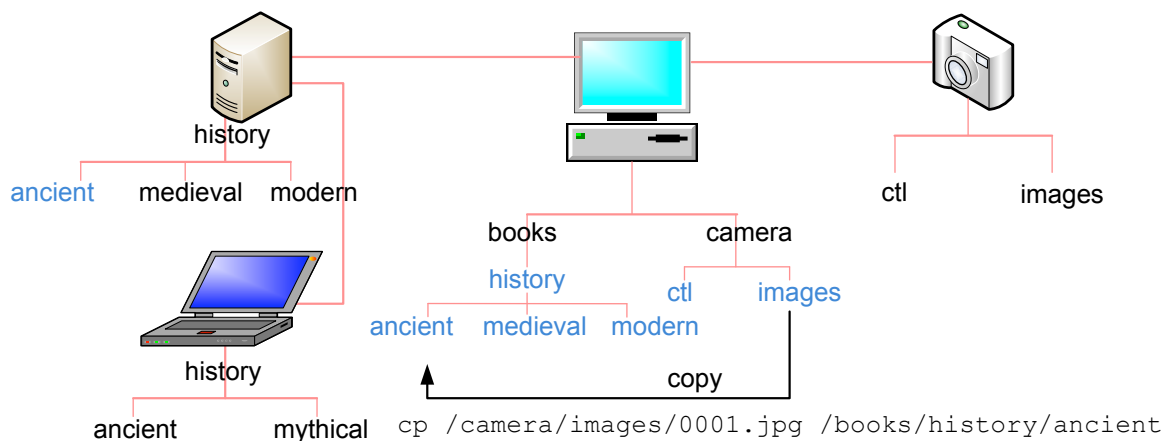 history
ancient medieval modern
ctl images
books camera
history
ctl images
ancient medieval modern
history
copy
ancient mythical
cp /camera/images/0001.jpg /books/history/ancient